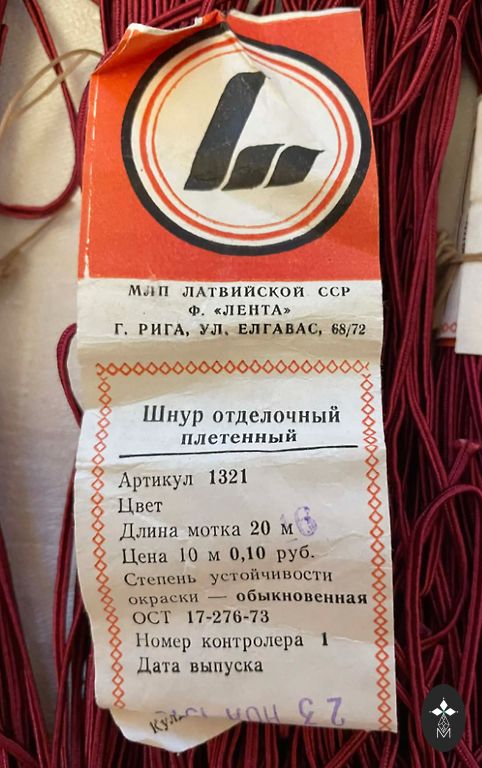 МЛП ЛАТВИЙСКОЙ ССР
Ф. «ЛЕНТА»
Г. РИГА, УЛ. ЕЛГАВАС, 68/72
Шнур отделочный
плетенный
Артикул 1321
Цвет
Длина мотка 20 м 6
Цена 10 м 0,10 руб.
Степень устойчивости
окраски — обыкновенная
ОСТ 17-276-73
Номер контролера 1
Дата выпуска
23 НОЯ